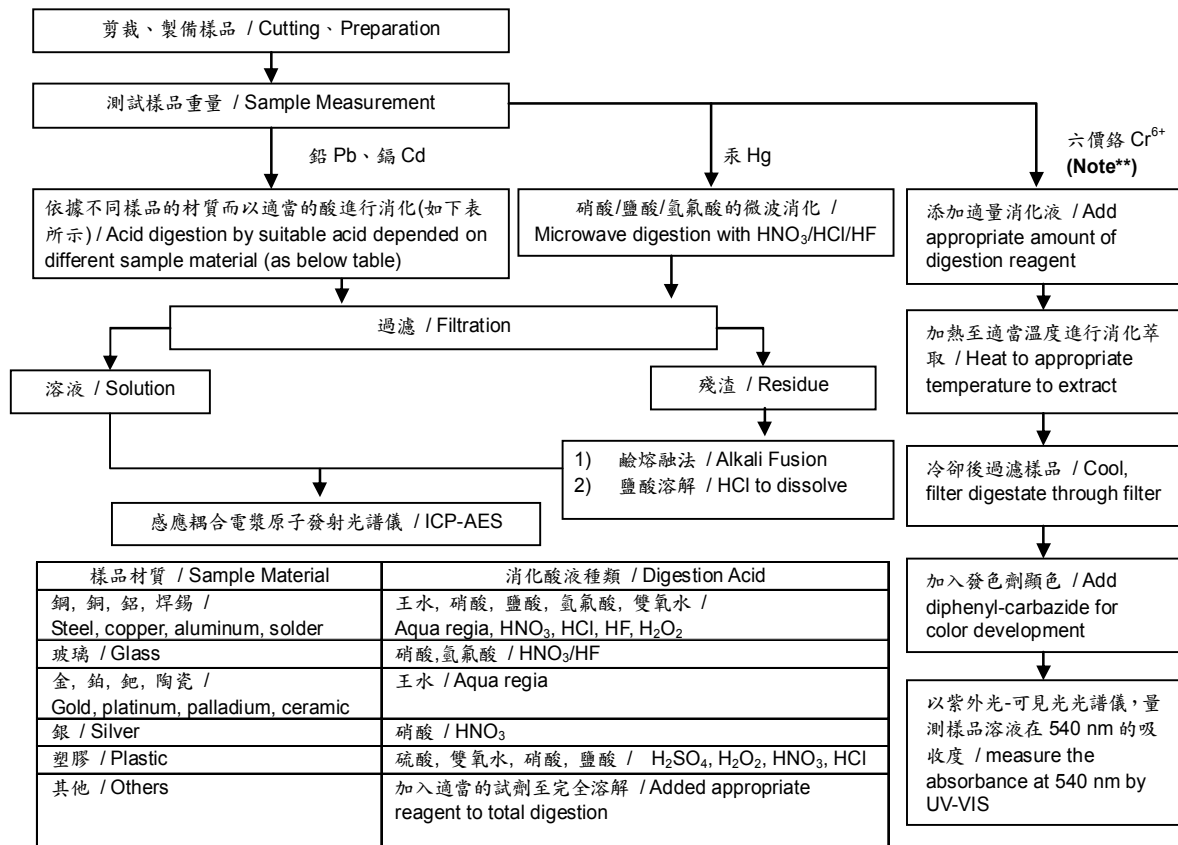 剪裁、製備樣品 / Cutting、Preparation
測試樣品重量 / Sample Measurement
鉛 Pb、鎘 Cd
汞 Hg
六價鉻 Cr⁶⁺
(Note**)
依據不同樣品的材質而以適當的酸進行消化(如下表
所示) / Acid digestion by suitable acid depended on
different sample material (as below table)
硝酸/鹽酸/氫氟酸的微波消化 /
Microwave digestion with HNO₃/HCl/HF
添加適量消化液 / Add
appropriate amount of
digestion reagent
過濾 / Filtration
加熱至適當溫度進行消化萃
取 / Heat to appropriate
temperature to extract
溶液 / Solution
殘渣 / Residue
1) 鹼熔融法 / Alkali Fusion
2) 鹽酸溶解 / HCl to dissolve
冷卻後過濾樣品 / Cool,
filter digestate through filter
感應耦合電漿原子發射光譜儀 / ICP-AES
加入發色劑顯色 / Add
diphenyl-carbazide for
color development
以紫外光-可見光光譜儀，量
測樣品溶液在 540 nm 的吸
收度 / measure the
absorbance at 540 nm by
UV-VIS
樣品材質 / Sample Material
消化酸液種類 / Digestion Acid
鋼, 銅, 鋁, 焊錫 /
Steel, copper, aluminum, solder
王水, 硝酸, 鹽酸, 氫氟酸, 雙氧水 /
Aqua regia, HNO₃, HCl, HF, H₂O₂
玻璃 / Glass
硝酸,氫氟酸 / HNO₃/HF
金, 鉑, 鈀, 陶瓷 /
Gold, platinum, palladium, ceramic
王水 / Aqua regia
銀 / Silver
硝酸 / HNO₃
塑膠 / Plastic
硫酸, 雙氧水, 硝酸, 鹽酸 / H₂SO₄, H₂O₂, HNO₃, HCl
其他 / Others
加入適當的試劑至完全溶解 / Added appropriate
reagent to total digestion